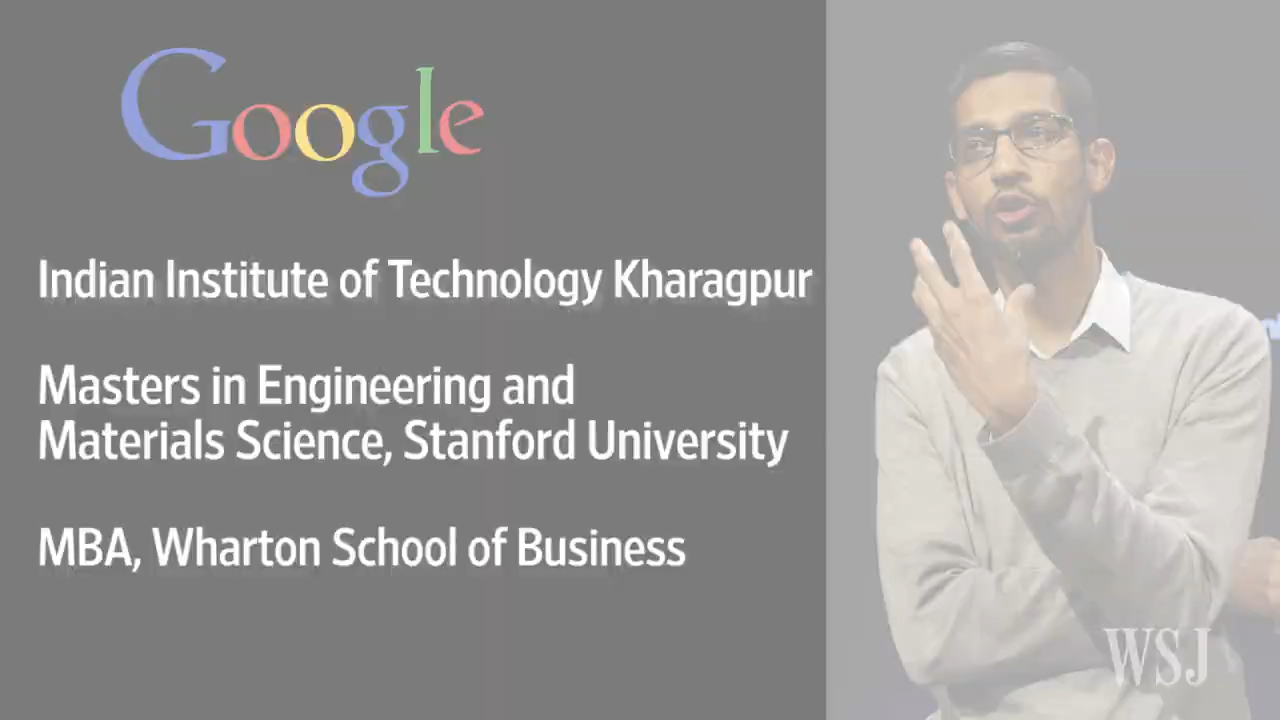 Google
Indian Institute of Technology Kharagpur
Masters in Engineering and
Materials Science, Stanford University
MBA, Wharton School of Business
WSJ